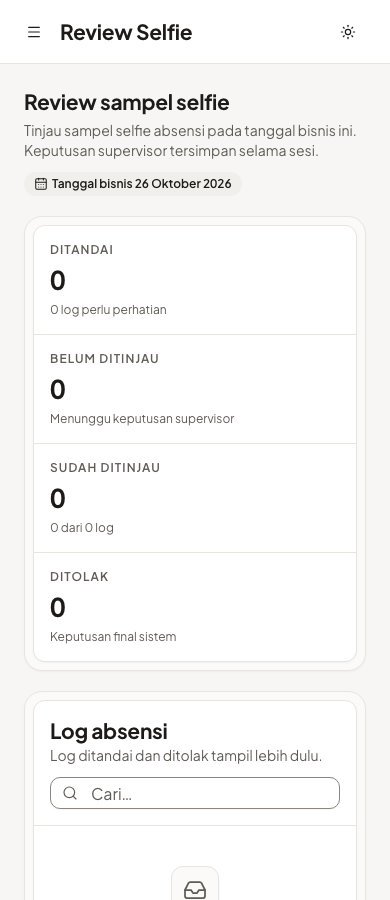 Review Selfie
Review sampel selfie
Tinjau sampel selfie absensi pada tanggal bisnis ini.
Keputusan supervisor tersimpan selama sesi.
Tanggal bisnis 26 Oktober 2026
DITANDAI
0
0 log perlu perhatian
BELUM DITINJAU
0
Menunggu keputusan supervisor
SUDAH DITINJAU
0
0 dari 0 log
DITOLAK
0
Keputusan final sistem
Log absensi
Log ditandai dan ditolak tampil lebih dulu.
Cari...